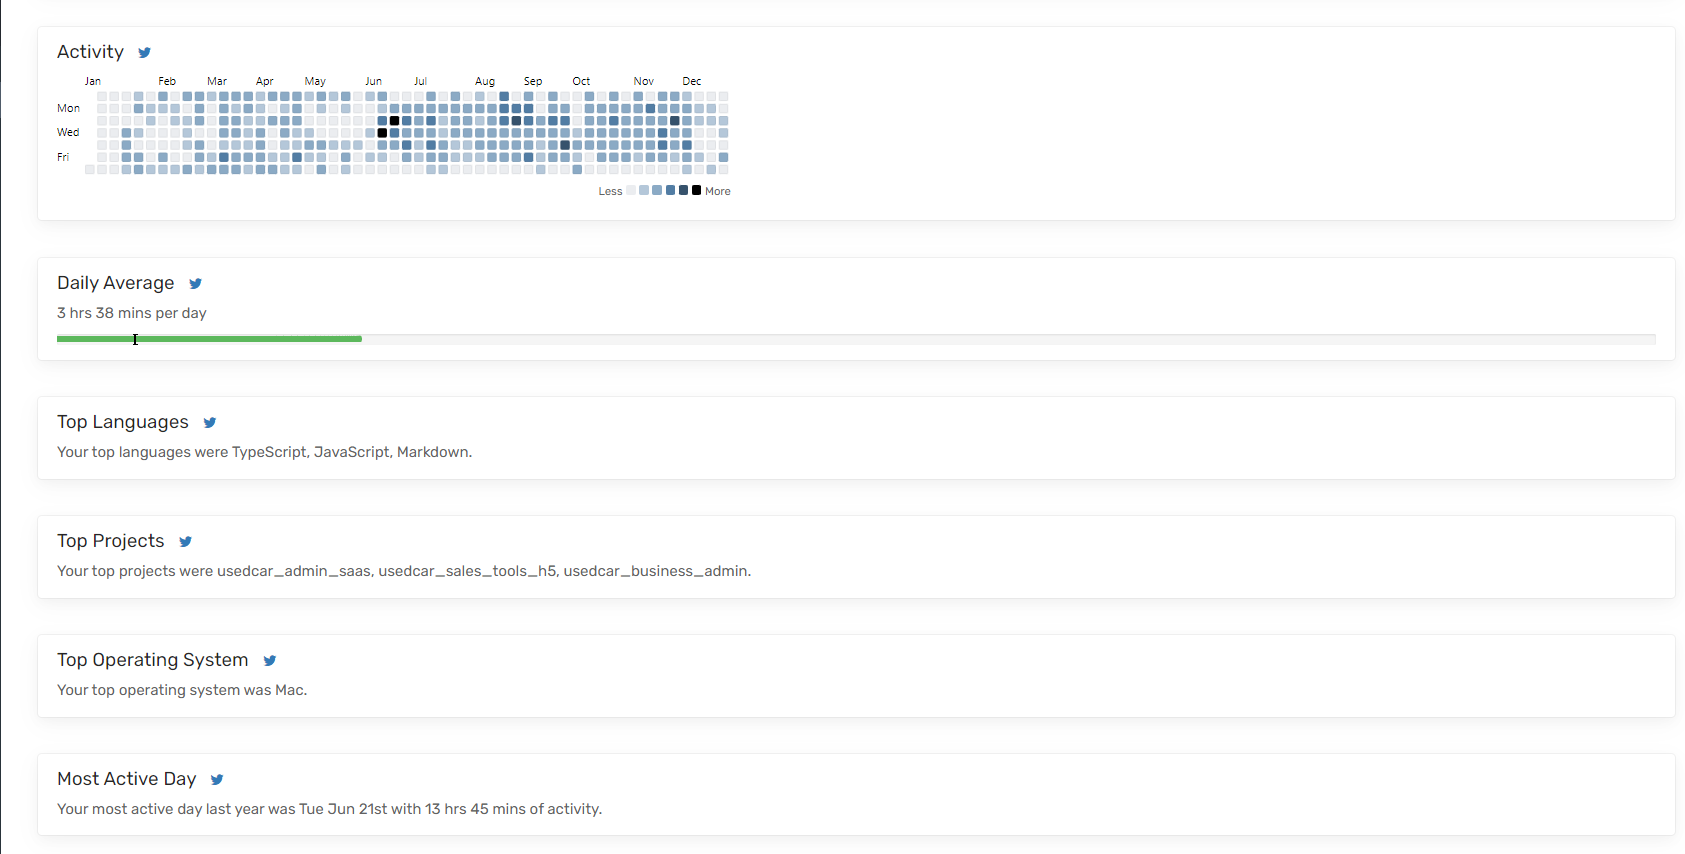 Activity
Jan Feb Mar Apr May Jun Jul Aug Sep Oct Nov Dec
Mon
Wed
Fri
Less More
Daily Average
3 hrs 38 mins per day
Top Languages
Your top languages were TypeScript, JavaScript, Markdown.
Top Projects
Your top projects were usedcar_admin_saas, usedcar_sales_tools_h5, usedcar_business_admin.
Top Operating System
Your top operating system was Mac.
Most Active Day
Your most active day last year was Tue Jun 21st with 13 hrs 45 mins of activity.